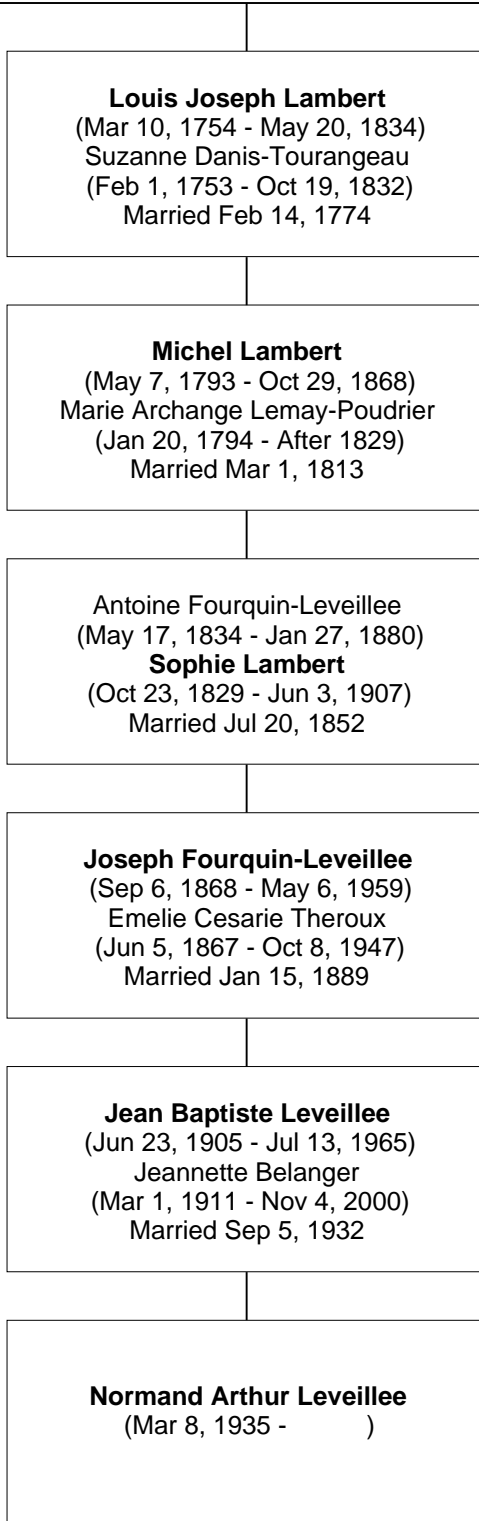 Louis Joseph Lambert
(Mar 10, 1754 - May 20, 1834)
Suzanne Danis-Tourangeau
(Feb 1, 1753 - Oct 19, 1832)
Married Feb 14, 1774
Michel Lambert
(May 7, 1793 - Oct 29, 1868)
Marie Archange Lemay-Poudrier
(Jan 20, 1794 - After 1829)
Married Mar 1, 1813
Antoine Fourquin-Leveillee
(May 17, 1834 - Jan 27, 1880)
Sophie Lambert
(Oct 23, 1829 - Jun 3, 1907)
Married Jul 20, 1852
Joseph Fourquin-Leveillee
(Sep 6, 1868 - May 6, 1959)
Emelie Cesarie Theroux
(Jun 5, 1867 - Oct 8, 1947)
Married Jan 15, 1889
Jean Baptiste Leveillee
(Jun 23, 1905 - Jul 13, 1965)
Jeannette Belanger
(Mar 1, 1911 - Nov 4, 2000)
Married Sep 5, 1932
Normand Arthur Leveillee
(Mar 8, 1935 -          )